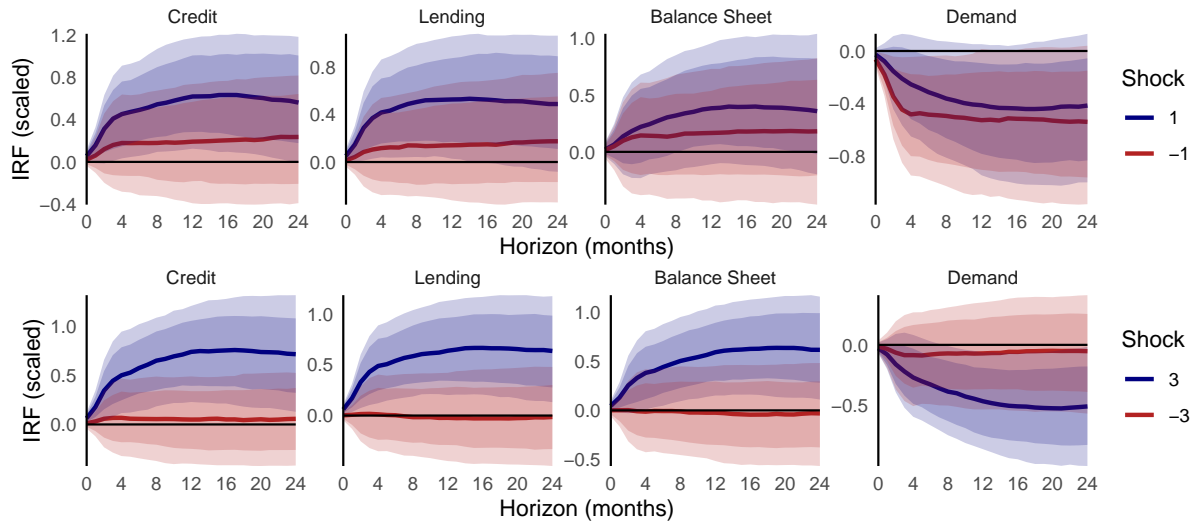 Credit Lending Balance Sheet Demand
IRF (scaled)
1.2 0.8 0.4 0.0 −0.4
0.8 0.4 0.0
1.0 0.5 0.0
0.0 −0.4 −0.8
0 4 8 12 16 20 24 0 4 8 12 16 20 24 0 4 8 12 16 20 24 0 4 8 12 16 20 24
Horizon (months)
Shock
1
−1
Credit Lending Balance Sheet Demand
IRF (scaled)
1.0 0.5 0.0
1.0 0.5 0.0
1.0 0.5 0.0 −0.5
0.0 −0.5
0 4 8 12 16 20 24 0 4 8 12 16 20 24 0 4 8 12 16 20 24 0 4 8 12 16 20 24
Horizon (months)
Shock
3
−3